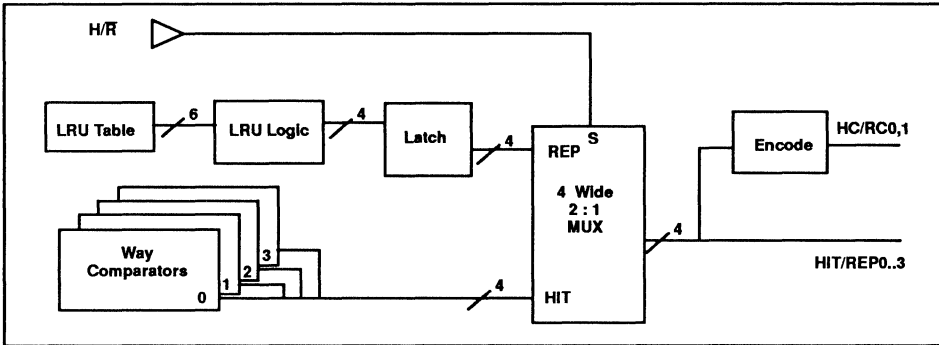 H/R̅
S
LRU Table
6
LRU Logic
4
Latch
4
REP
4 Wide
2 : 1
MUX
HIT
Encode
HC/RC0,1
4
HIT/REP0..3
Way
Comparators
0
1
2
3
4